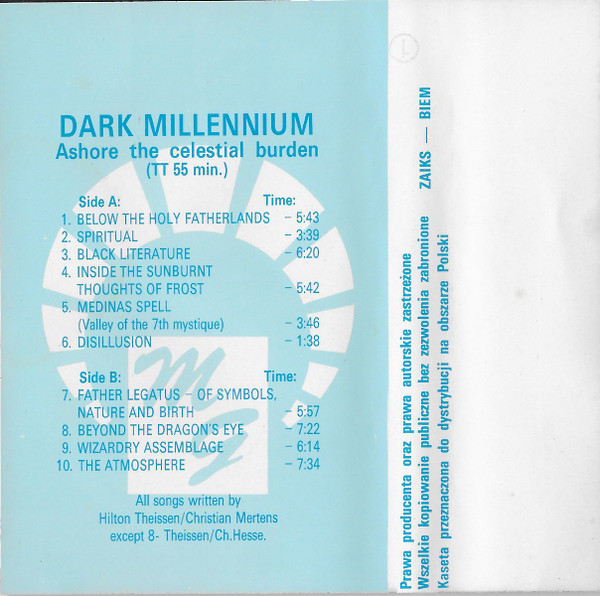 DARK MILLENNIUM
Ashore the celestial burden
(TT 55 min.)
Side A: Time:
1. BELOW THE HOLY FATHERLANDS – 5:43
2. SPIRITUAL – 3:39
3. BLACK LITERATURE – 6:20
4. INSIDE THE SUNBURNT
THOUGHTS OF FROST – 5:42
5. MEDINAS SPELL
(Valley of the 7th mystique) – 3:46
6. DISILLUSION – 1:38
Side B: Time:
7. FATHER LEGATUS – OF SYMBOLS,
NATURE AND BIRTH – 5:57
8. BEYOND THE DRAGON'S EYE – 7:22
9. WIZARDRY ASSEMBLAGE – 6:14
10. THE ATMOSPHERE – 7:34
All songs written by
Hilton Theissen/Christian Mertens
except 8- Theissen/Ch.Hesse.
MG
1
Prawa producenta oraz prawa autorskie zastrzeżone
Wszelkie kopiowanie publiczne bez zezwolenia zabronione ZAIKS — BIEM
Kaseta przeznaczona do dystrybucji na obszarze Polski